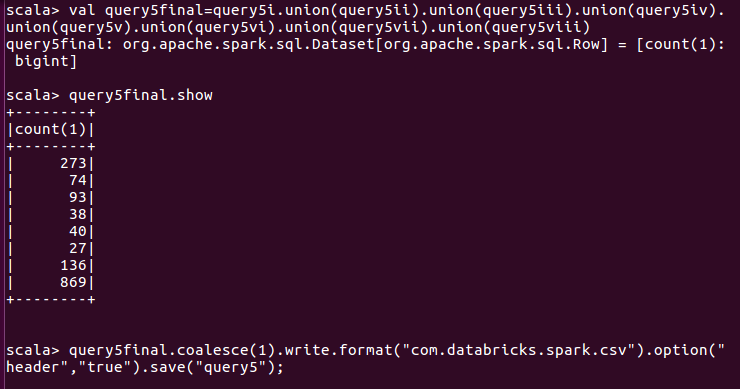 scala> val query5final=query5i.union(query5ii).union(query5iii).union(query5iv).
union(query5v).union(query5vi).union(query5vii).union(query5viii)
query5final: org.apache.spark.sql.Dataset[org.apache.spark.sql.Row] = [count(1):
 bigint]
scala> query5final.show
+--------+
|count(1)|
+--------+
|     273|
|      74|
|      93|
|      38|
|      40|
|      27|
|     136|
|     869|
+--------+
scala> query5final.coalesce(1).write.format("com.databricks.spark.csv").option("
header","true").save("query5");